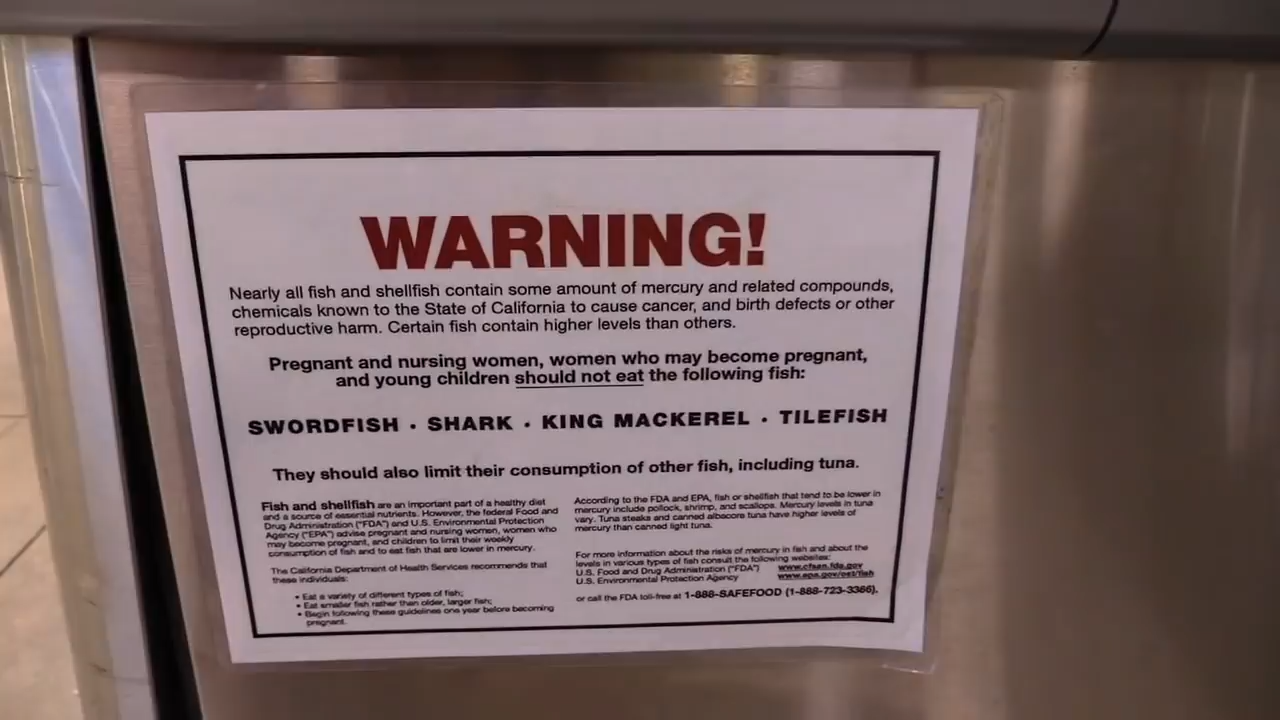 WARNING!
Nearly all fish and shellfish contain some amount of mercury and related compounds,
chemicals known to the State of California to cause cancer, and birth defects or other
reproductive harm. Certain fish contain higher levels than others.
Pregnant and nursing women, women who may become pregnant,
and young children should not eat the following fish:
SWORDFISH · SHARK · KING MACKEREL · TILEFISH
They should also limit their consumption of other fish, including tuna.
Fish and shellfish are an important part of a healthy diet
and a source of essential nutrients. However, the federal Food and
Drug Administration ("FDA") and U.S. Environmental Protection
Agency ("EPA") advise pregnant and nursing women, women who
may become pregnant, and children to limit their weekly
consumption of fish and to eat fish that are lower in mercury.
The California Department of Health Services recommends that
these individuals:
• Eat a variety of different types of fish;
• Eat smaller fish rather than older, larger fish;
• Begin following these guidelines one year before becoming
pregnant.
According to the FDA and EPA, fish or shellfish that tend to be lower in
mercury include pollock, shrimp, and scallops. Mercury levels in tuna
vary. Tuna steaks and canned albacore tuna have higher levels of
mercury than canned light tuna.
For more information about the risks of mercury in fish and about the
levels in various types of fish consult the following websites:
U.S. Food and Drug Administration ("FDA") www.cfsan.fda.gov
U.S. Environmental Protection Agency www.epa.gov/ost/fish
or call the FDA toll-free at 1-888-SAFEFOOD (1-888-723-3366).